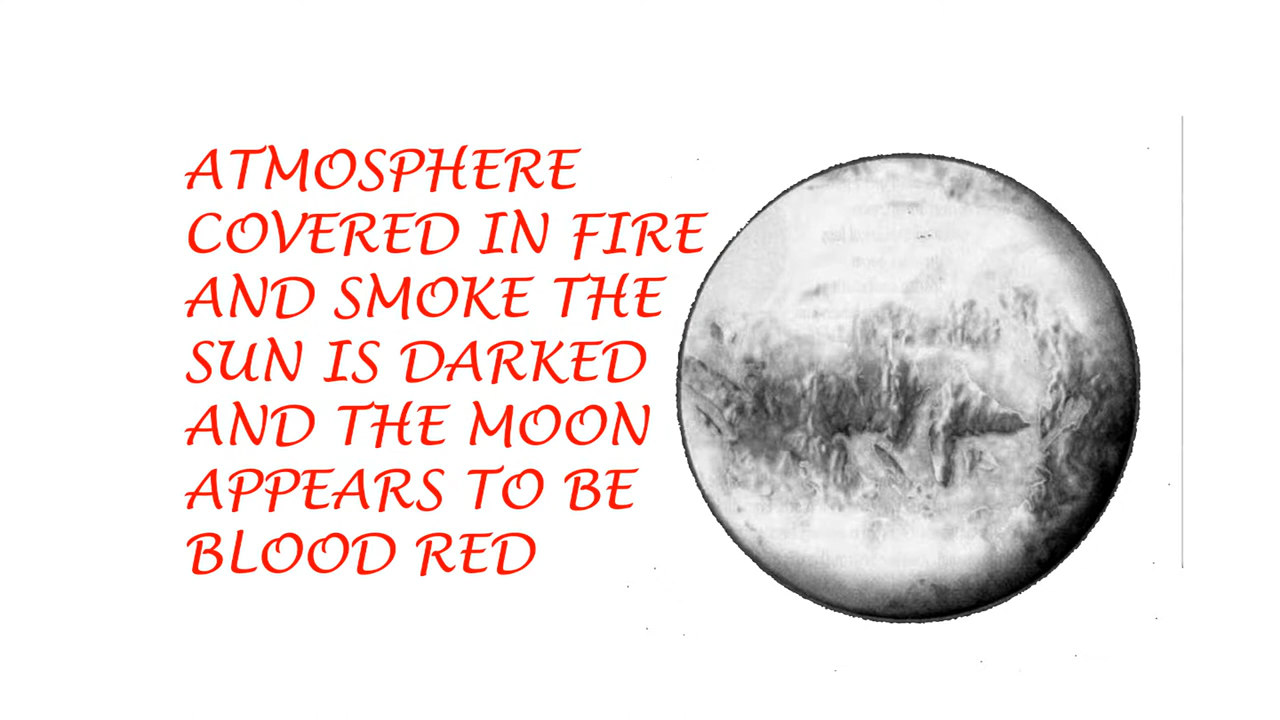 ATMOSPHERE
COVERED IN FIRE
AND SMOKE THE
SUN IS DARKED
AND THE MOON
APPEARS TO BE
BLOOD RED